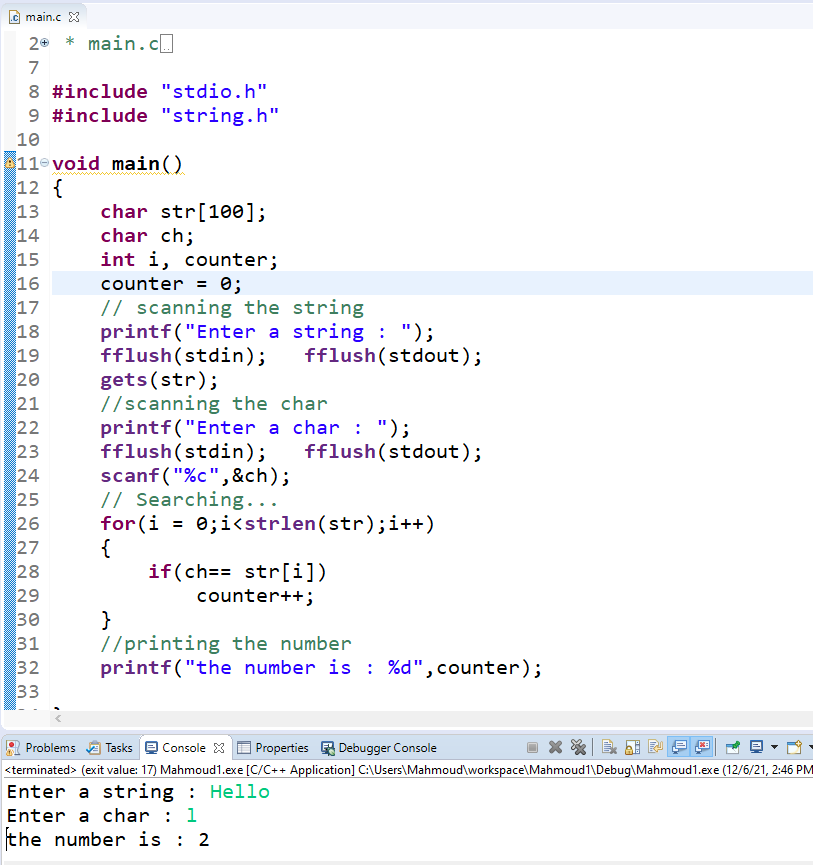 main.c
2 * main.c
7
8 #include "stdio.h"
9 #include "string.h"
10
11 void main()
12 {
13     char str[100];
14     char ch;
15     int i, counter;
16     counter = 0;
17     // scanning the string
18     printf("Enter a string : ");
19     fflush(stdin);   fflush(stdout);
20     gets(str);
21     //scanning the char
22     printf("Enter a char : ");
23     fflush(stdin);   fflush(stdout);
24     scanf("%c",&ch);
25     // Searching...
26     for(i = 0;i<strlen(str);i++)
27     {
28         if(ch== str[i])
29             counter++;
30     }
31     //printing the number
32     printf("the number is : %d",counter);
33
Problems Tasks Console Properties Debugger Console
<terminated> (exit value: 17) Mahmoud1.exe [C/C++ Application] C:\Users\Mahmoud\workspace\Mahmoud1\Debug\Mahmoud1.exe (12/6/21, 2:46 PM
Enter a string : Hello
Enter a char : l
the number is : 2